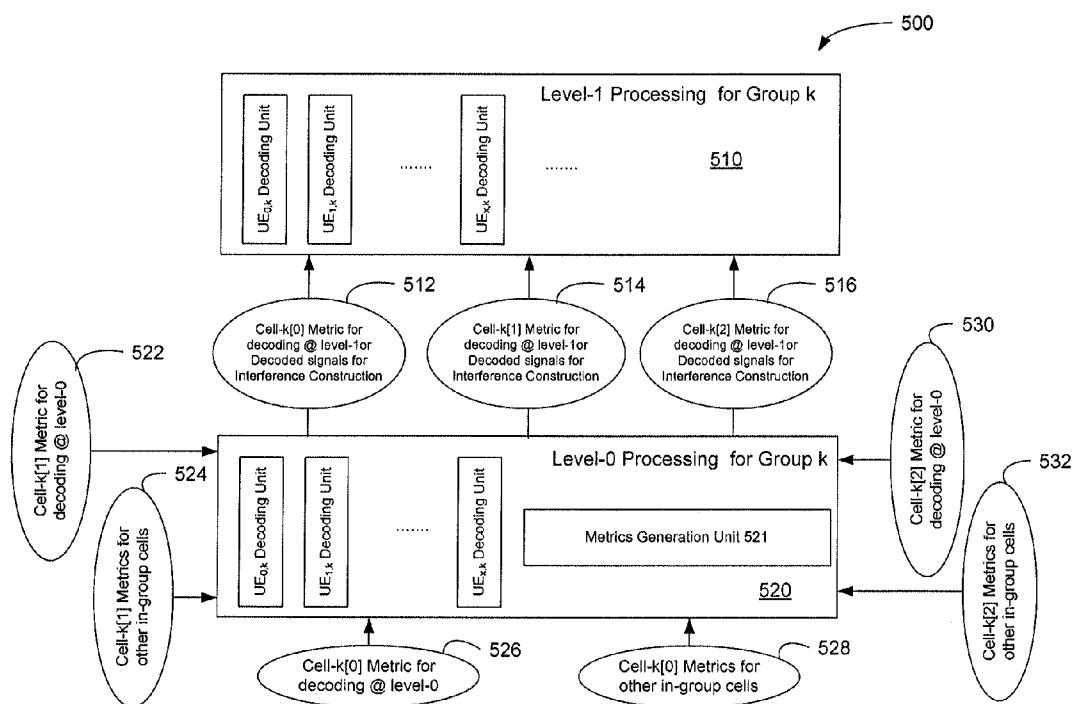 500
Level-1 Processing for Group k
UE0,k Decoding Unit
UE1,k Decoding Unit
.......
UEx,k Decoding Unit
.......
510
512
514
516
Cell-k[0] Metric for
decoding @ level-1or
Decoded signals for
Interference Construction
Cell-k[1] Metric for
decoding @ level-1or
Decoded signals for
Interference Construction
Cell-k[2] Metric for
decoding @ level-1or
Decoded signals for
Interference Construction
522
Cell-k[1] Metric for
decoding @ level-0
530
Cell-k[2] Metric for
decoding @ level-0
524
Cell-k[1] Metrics for
other in-group cells
532
Cell-k[2] Metrics for
other in-group cells
Level-0 Processing for Group k
UE0,k Decoding Unit
UE1,k Decoding Unit
.......
UEx,k Decoding Unit
Metrics Generation Unit 521
520
526
Cell-k[0] Metric for
decoding @ level-0
528
Cell-k[0] Metrics for
other in-group cells